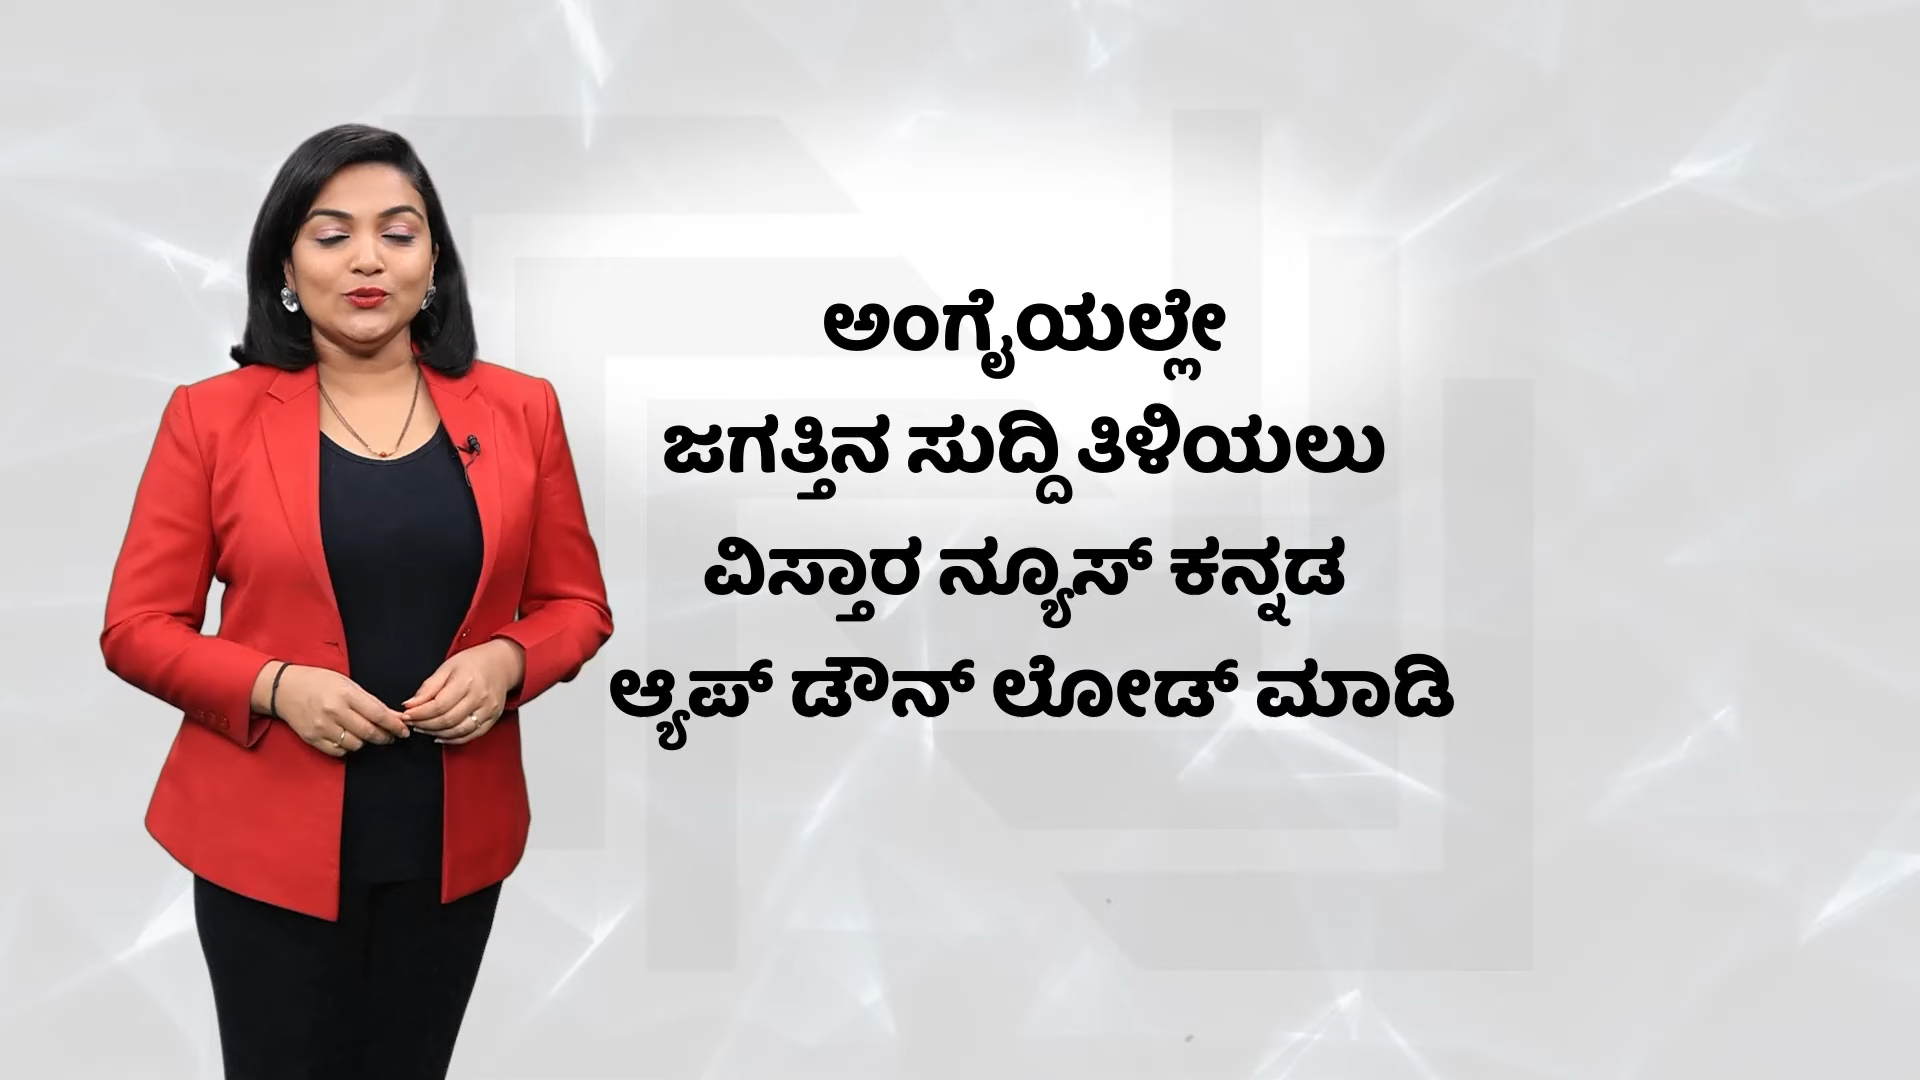 ಅಂಗೈಯಲ್ಲೇ
ಜಗತ್ತಿನ ಸುದ್ದಿ ತಿಳಿಯಲು
ವಿಸ್ತಾರ ನ್ಯೂಸ್ ಕನ್ನಡ
ಆ್ಯಪ್ ಡೌನ್ ಲೋಡ್ ಮಾಡಿ